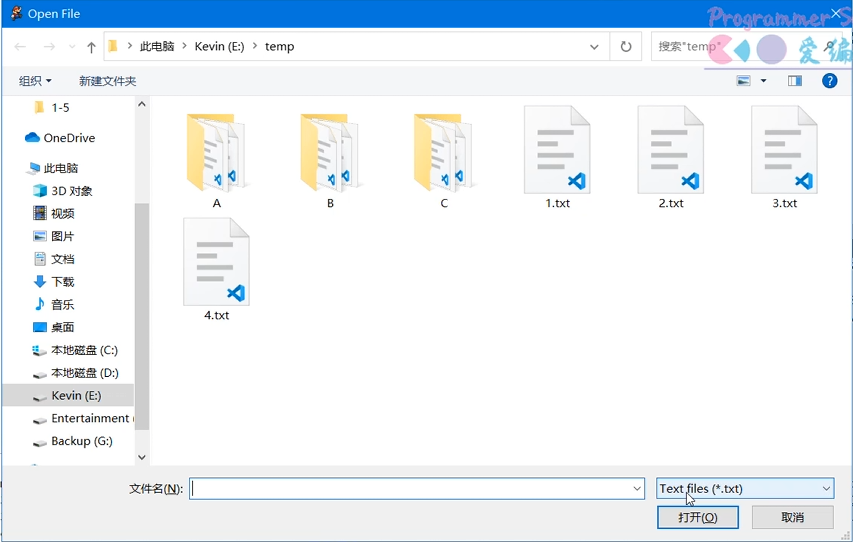 Open File
Programmer S
此电脑 Kevin (E:) temp
搜索"temp"
爱编
组织 新建文件夹
1-5
OneDrive
此电脑
3D 对象
视频
图片
文档
下载
音乐
桌面
本地磁盘 (C:)
本地磁盘 (D:)
Kevin (E:)
Entertainment (
Backup (G:)
A
B
C
1.txt
2.txt
3.txt
4.txt
文件名(N):
Text files (*.txt)
打开(O)
取消